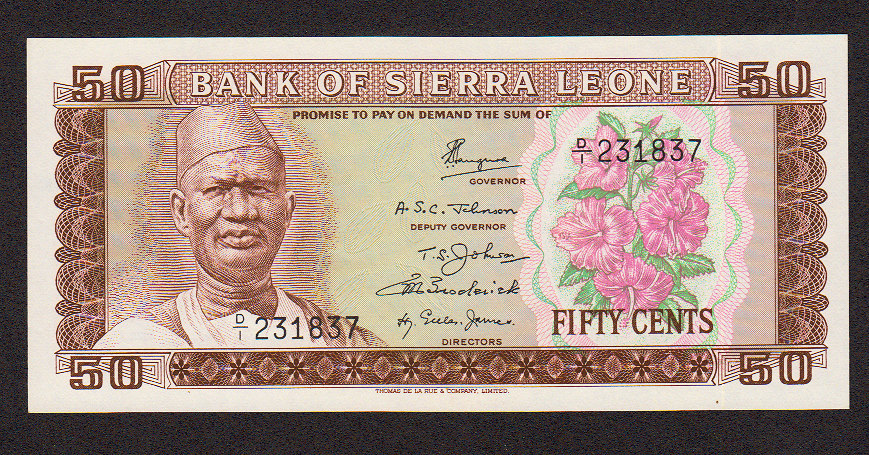 50 BANK OF SIERRA LEONE 50
PROMISE TO PAY ON DEMAND THE SUM OF
D/1 231837
GOVERNOR
A.S.C. Johnson
DEPUTY GOVERNOR
T.S. Johnson
D/1 231837
FIFTY CENTS
DIRECTORS
50 50
THOMAS DE LA RUE & COMPANY, LIMITED.